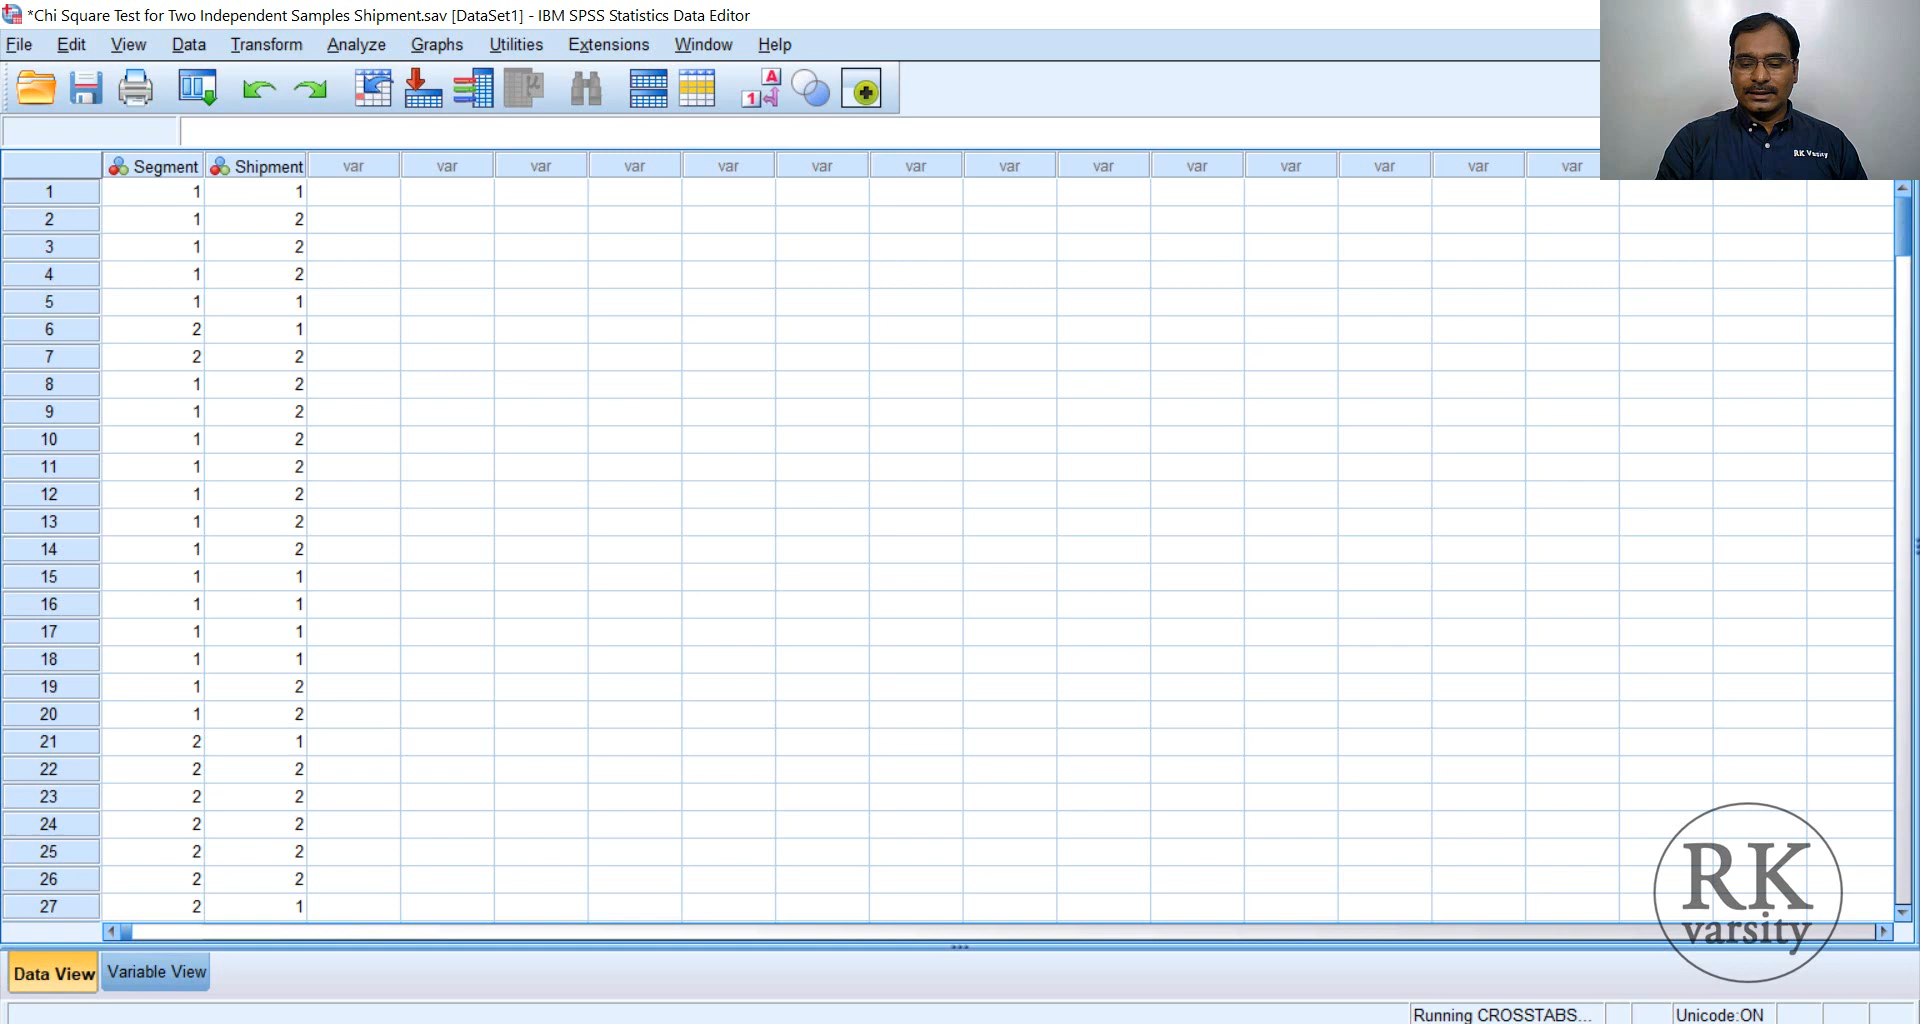 *Chi Square Test for Two Independent Samples Shipment.sav [DataSet1] - IBM SPSS Statistics Data Editor
File Edit View Data Transform Analyze Graphs Utilities Extensions Window Help
RK Varsity
Segment Shipment var var var var var var var var var var var var var var
1 1 1
2 1 2
3 1 2
4 1 2
5 1 1
6 2 1
7 2 2
8 1 2
9 1 2
10 1 2
11 1 2
12 1 2
13 1 2
14 1 2
15 1 1
16 1 1
17 1 1
18 1 1
19 1 2
20 1 2
21 2 1
22 2 2
23 2 2
24 2 2
25 2 2
26 2 2
27 2 1
RK
varsity
Data View Variable View
Running CROSSTABS... Unicode:ON